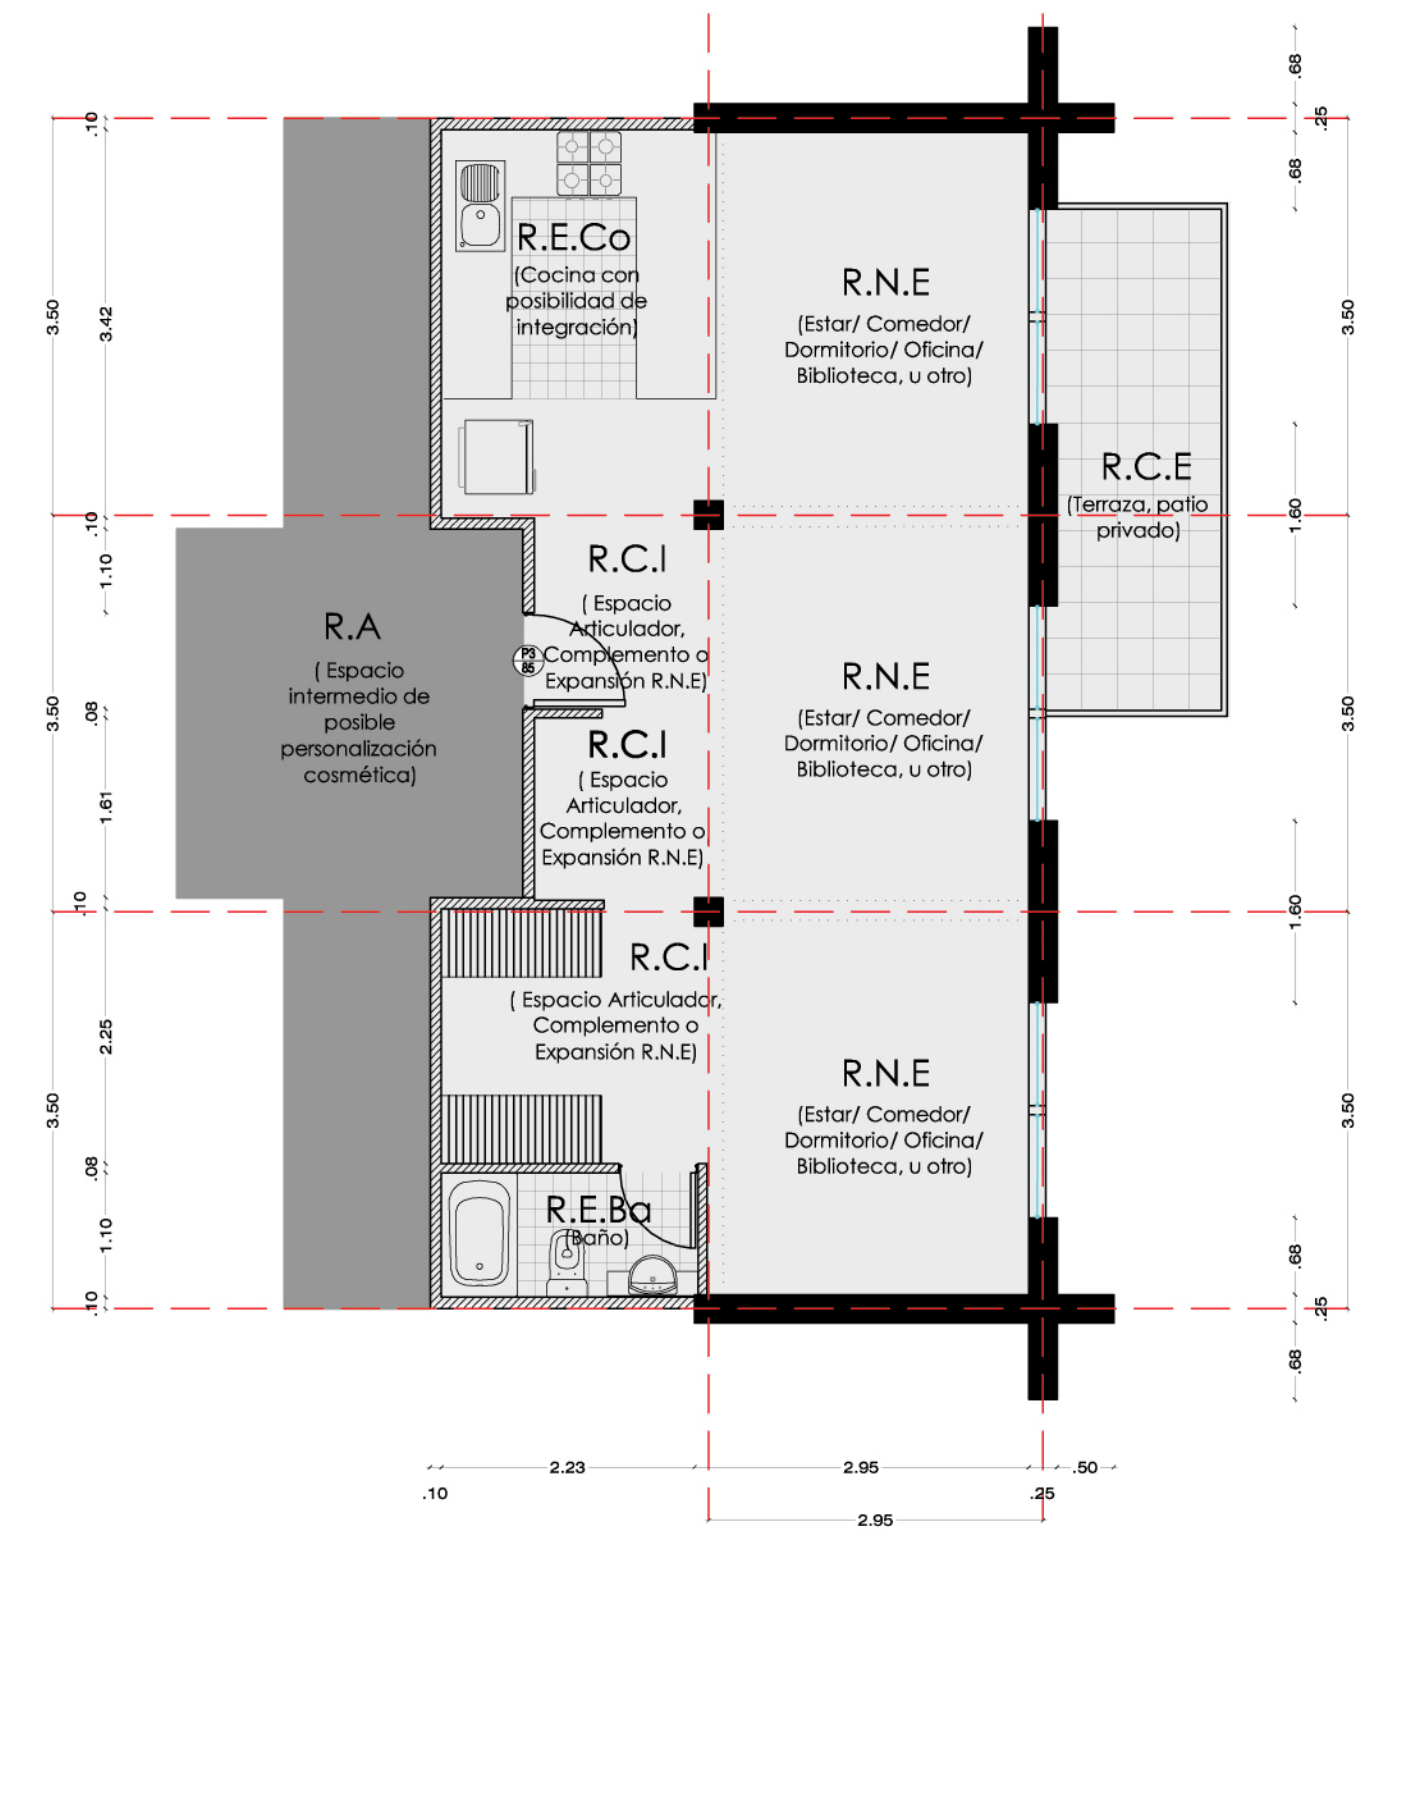 .68
.10
.25
.68
R.E.Co
(Cocina con
posibilidad de
integración)
R.N.E
(Estar/ Comedor/
Dormitorio/ Oficina/
Biblioteca, u otro)
3.50
3.42
3.50
R.C.E
(Terraza, patio
privado)
.10
1.60
1.10
R.C.I
( Espacio
Articulador,
Complemento o
Expansión R.N.E)
P3
85
R.A
( Espacio
intermedio de
posible
personalización
cosmética)
R.N.E
(Estar/ Comedor/
Dormitorio/ Oficina/
Biblioteca, u otro)
3.50
.08
3.50
R.C.I
( Espacio
Articulador,
Complemento o
Expansión R.N.E)
1.61
.10
1.60
R.C.I
( Espacio Articulador,
Complemento o
Expansión R.N.E)
2.25
R.N.E
(Estar/ Comedor/
Dormitorio/ Oficina/
Biblioteca, u otro)
3.50
3.50
.08
R.E.Ba
(Baño)
1.10
.68
.10
.25
.68
2.23
2.95
.50
.10
.25
2.95